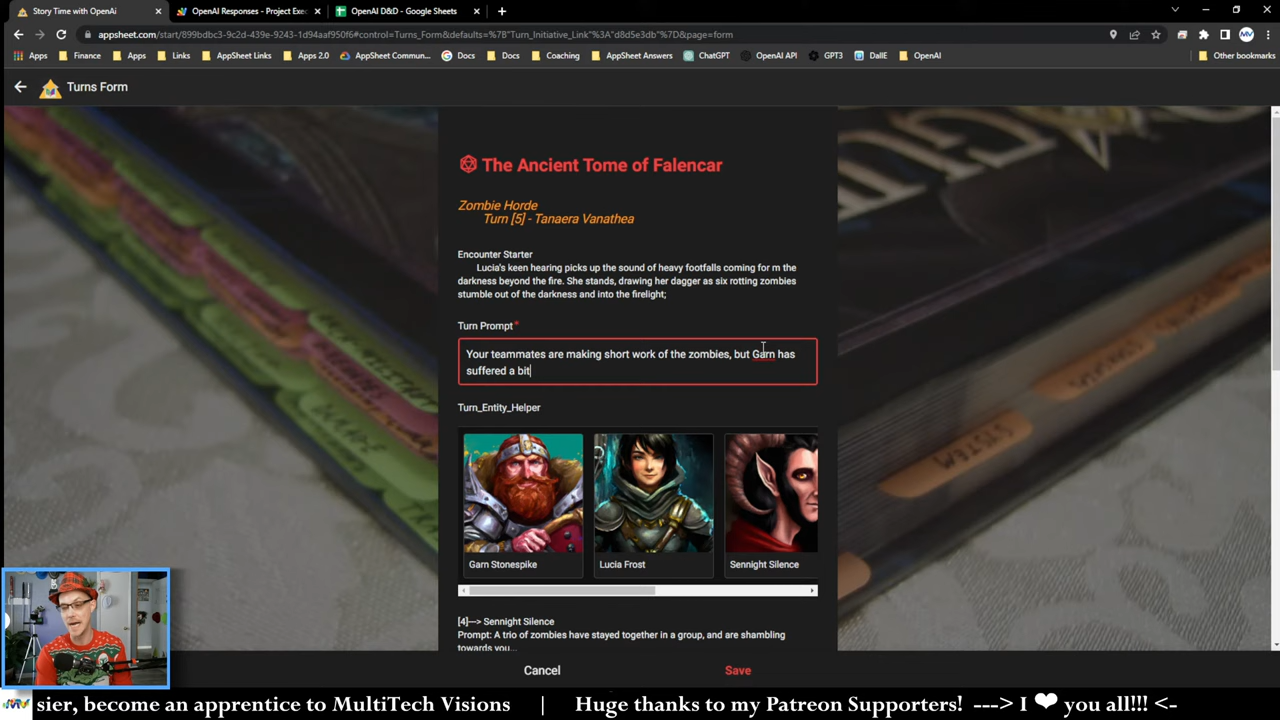 Story Time with OpenAi
OpenAI Responses - Project Exec
OpenAI D&D - Google Sheets
appsheet.com/start/899bdbc3-9c2d-439e-9243-1d94aaf950f6#control=Turns_Form&defaults=%7B"Turn_Initiative_Link"%3A"d8d5e3db"%7D&page=form
Apps
Finance
Apps
Links
AppSheet Links
Apps 2.0
AppSheet Commun...
Docs
Docs
Coaching
AppSheet Answers
ChatGPT
OpenAI API
GPT3
DallE
OpenAI
Other bookmarks
Turns Form
The Ancient Tome of Falencar
Zombie Horde
Turn [5] - Tanaera Vanathea
Encounter Starter
Lucia's keen hearing picks up the sound of heavy footfalls coming for m the
darkness beyond the fire. She stands, drawing her dagger as six rotting zombies
stumble out of the darkness and into the firelight;
Turn Prompt*
Your teammates are making short work of the zombies, but Garn has
suffered a bit
Turn_Entity_Helper
Garn Stonespike
Lucia Frost
Sennight Silence
[4]---> Sennight Silence
Prompt: A trio of zombies have stayed together in a group, and are shambling
towards you...
Cancel
Save
sier, become an apprentice to MultiTech Visions | Huge thanks to my Patreon Supporters! ---> I ❤ you all!!! <-